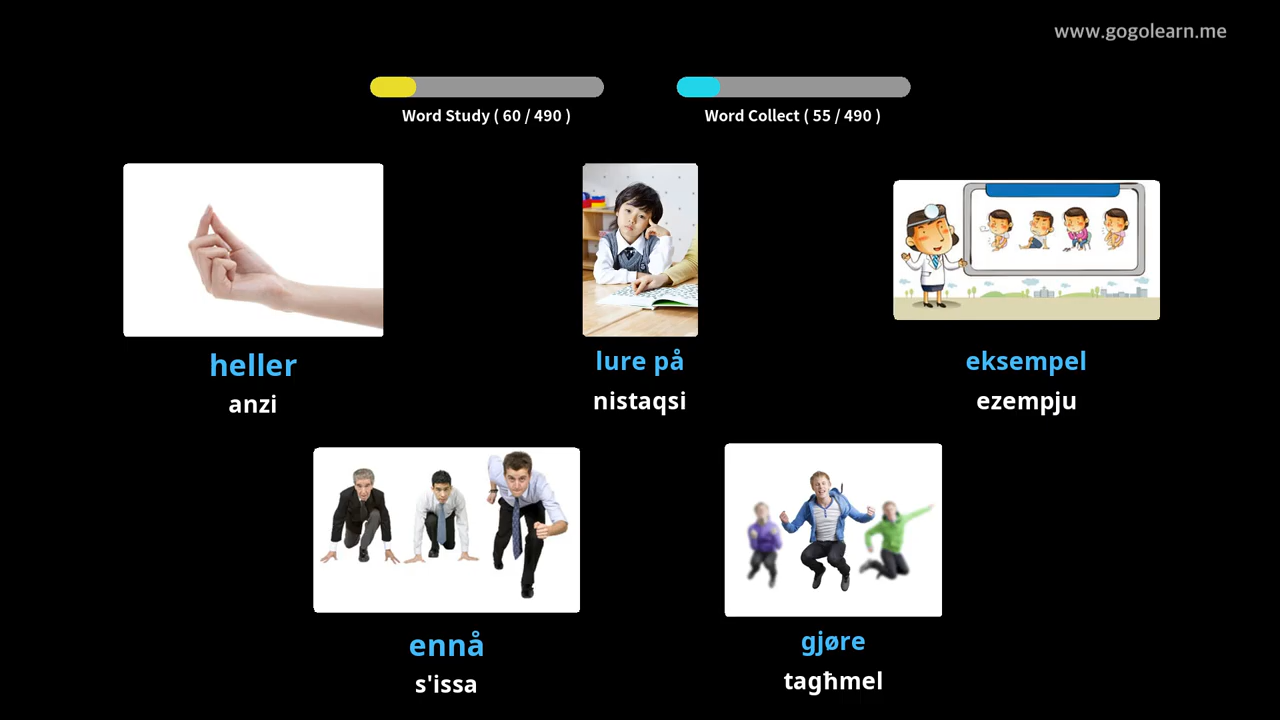 www.gogolearn.me
Word Study ( 60 / 490 )
Word Collect ( 55 / 490 )
heller
anzi
lure på
nistaqsi
eksempel
ezempju
ennå
s'issa
gjøre
tagħmel